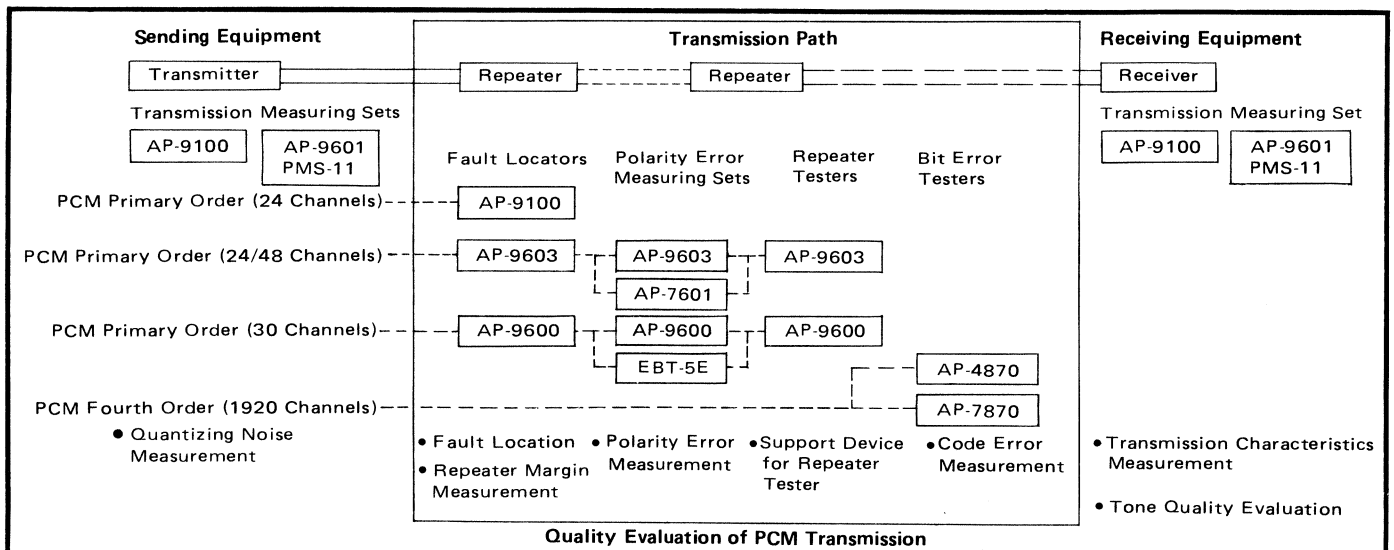 Sending Equipment
Transmission Path
Receiving Equipment
Transmitter
Repeater
Repeater
Receiver
Transmission Measuring Sets
AP-9100
AP-9601
PMS-11
Fault Locators
Polarity Error
Measuring Sets
Repeater
Testers
Bit Error
Testers
Transmission Measuring Set
AP-9100
AP-9601
PMS-11
PCM Primary Order (24 Channels)
AP-9100
PCM Primary Order (24/48 Channels)
AP-9603
AP-9603
AP-9603
AP-7601
PCM Primary Order (30 Channels)
AP-9600
AP-9600
AP-9600
EBT-5E
AP-4870
PCM Fourth Order (1920 Channels)
AP-7870
• Quantizing Noise
Measurement
• Fault Location
• Repeater Margin
Measurement
• Polarity Error
Measurement
• Support Device
for Repeater
Tester
• Code Error
Measurement
• Transmission Characteristics
Measurement
• Tone Quality Evaluation
Quality Evaluation of PCM Transmission